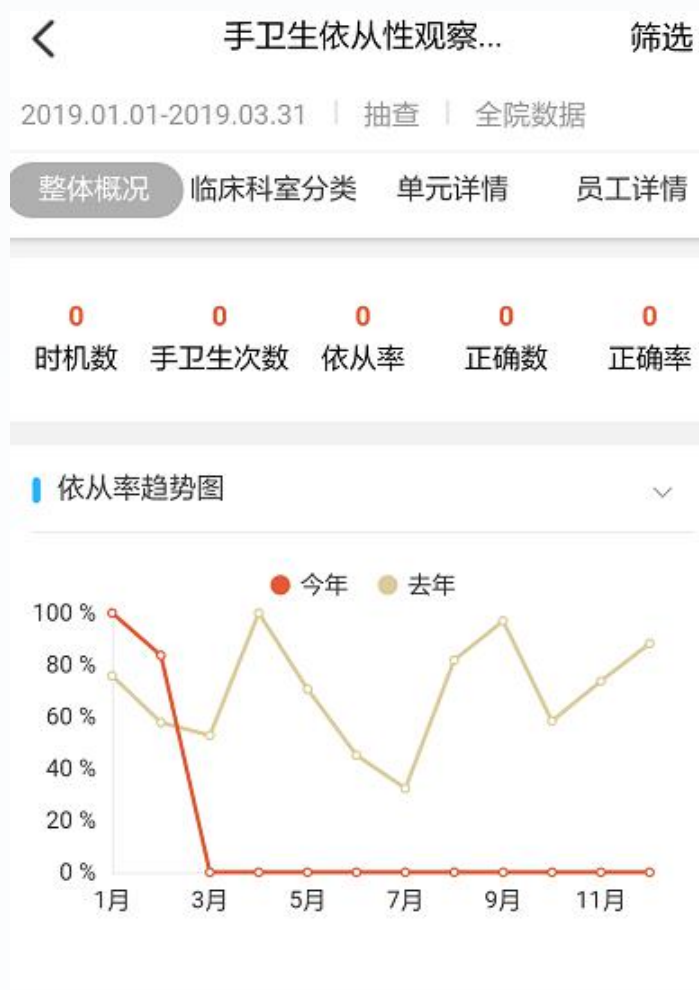 手卫生依从性观察... 筛选
2019.01.01-2019.03.31 抽查 全院数据
整体概况 临床科室分类 单元详情 员工详情
0 0 0 0 0
时机数 手卫生次数 依从率 正确数 正确率
依从率趋势图
今年 去年
100 %
80 %
60 %
40 %
20 %
0 %
1月 3月 5月 7月 9月 11月